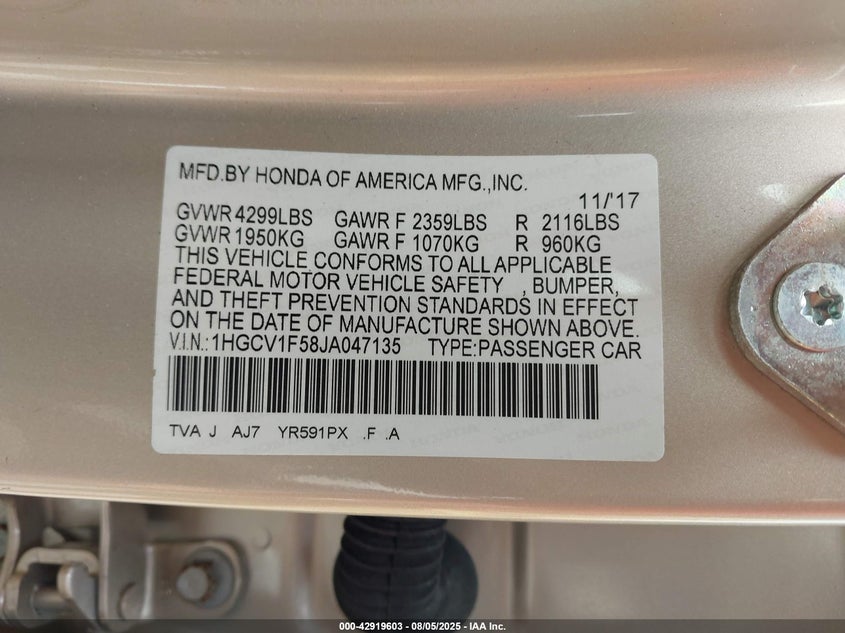 MFD.BY HONDA OF AMERICA MFG.,INC.
11/'17
GVWR 4299LBS GAWR F 2359LBS R 2116LBS
GVWR 1950KG GAWR F 1070KG R 960KG
THIS VEHICLE CONFORMS TO ALL APPLICABLE
FEDERAL MOTOR VEHICLE SAFETY , BUMPER,
AND THEFT PREVENTION STANDARDS IN EFFECT
ON THE DATE OF MANUFACTURE SHOWN ABOVE.
V.I.N.:1HGCV1F58JA047135 TYPE:PASSENGER CAR
TVA J AJ7 YR591PX .F .A
000-42919603 - 08/05/2025 - IAA Inc.